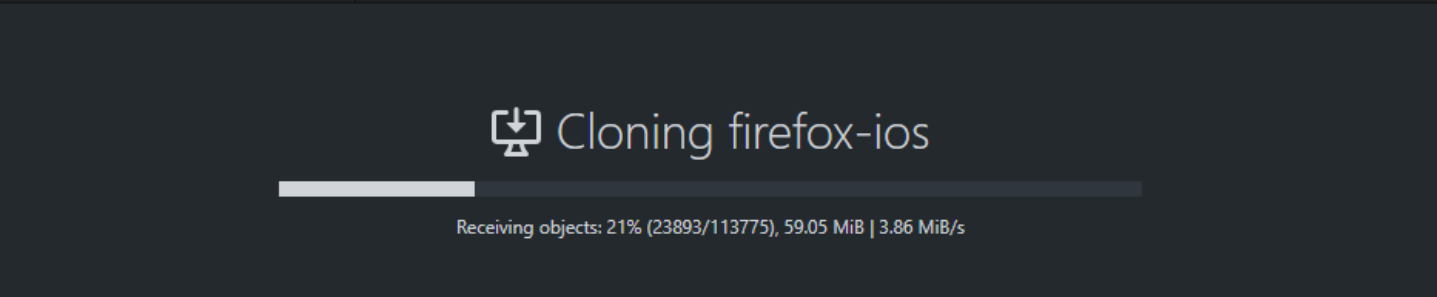 Cloning firefox-ios
Receiving objects: 21% (23893/113775), 59.05 MiB | 3.86 MiB/s